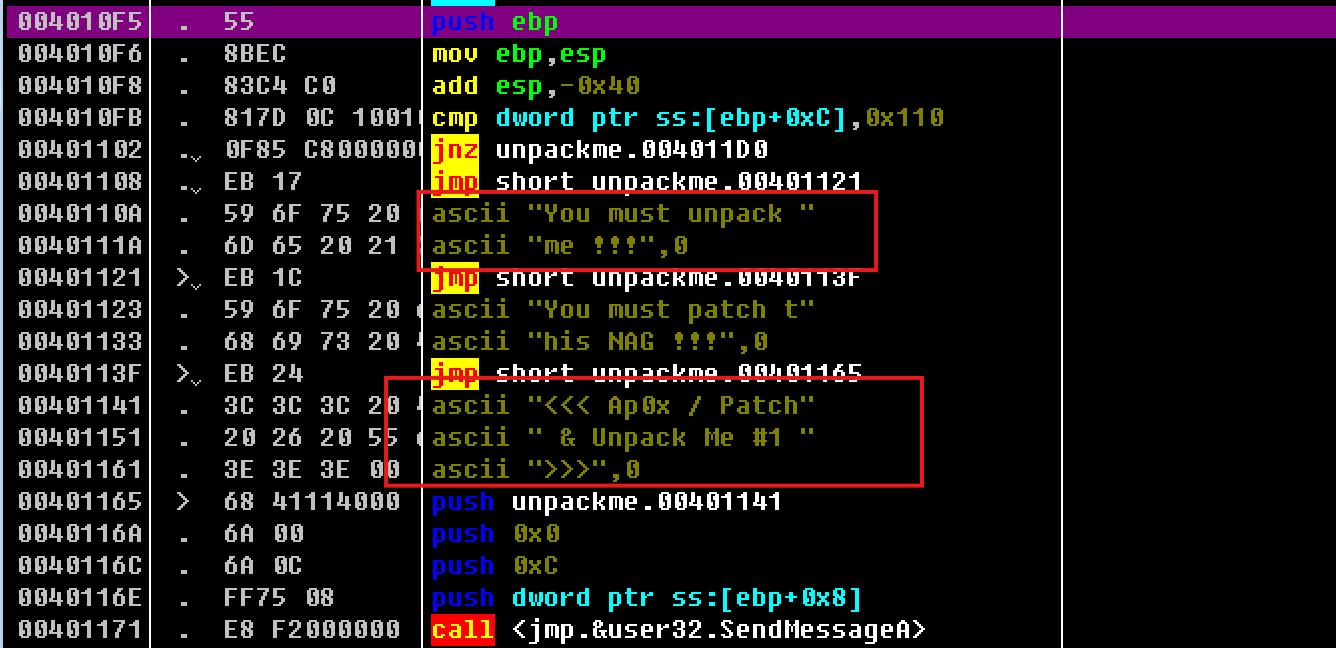 004010F5 . 55 push ebp
004010F6 . 8BEC mov ebp,esp
004010F8 . 83C4 C0 add esp,-0x40
004010FB . 817D 0C 1001 cmp dword ptr ss:[ebp+0xC],0x110
00401102 .v 0F85 C800000 jnz unpackme.004011D0
00401108 .v EB 17 jmp short unpackme.00401121
0040110A . 59 6F 75 20 ascii "You must unpack "
0040111A . 6D 65 20 21 ascii "me !!!",0
00401121 >v EB 1C jmp short unpackme.0040113F
00401123 . 59 6F 75 20 ascii "You must patch t"
00401133 . 68 69 73 20 ascii "his NAG !!!",0
0040113F >v EB 24 jmp short unpackme.00401165
00401141 . 3C 3C 3C 20 ascii "<<< Ap0x / Patch"
00401151 . 20 26 20 55 ascii " & Unpack Me #1 "
00401161 . 3E 3E 3E 00 ascii ">>>",0
00401165 > 68 41114000 push unpackme.00401141
0040116A . 6A 00 push 0x0
0040116C . 6A 0C push 0xC
0040116E . FF75 08 push dword ptr ss:[ebp+0x8]
00401171 . E8 F2000000 call <jmp.&user32.SendMessageA>